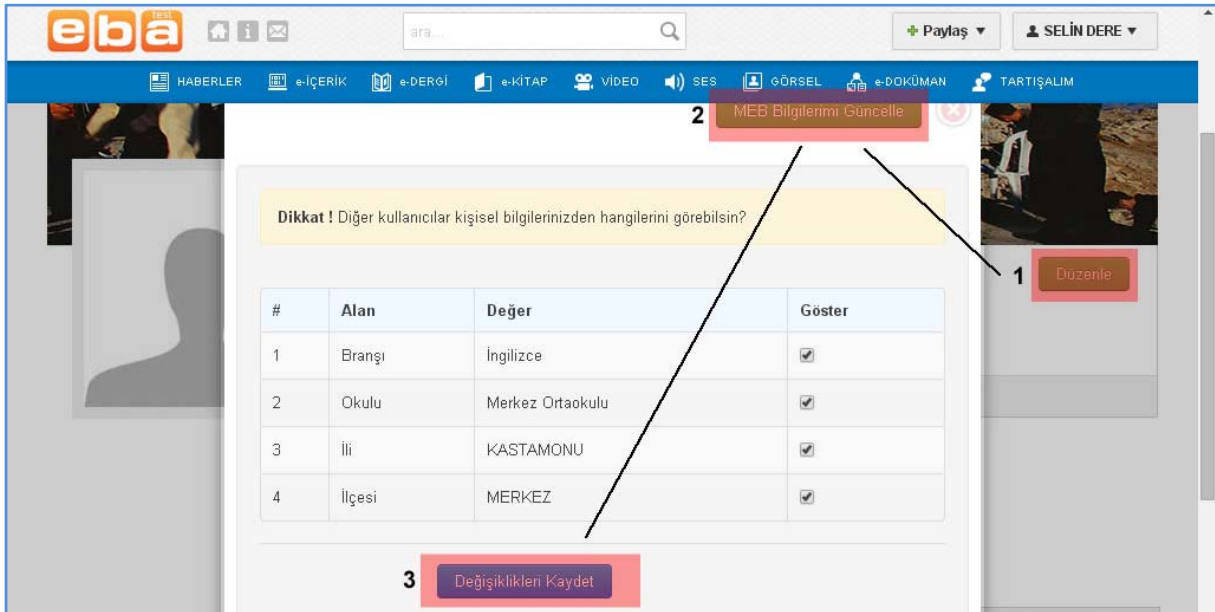 eba test
ara...
Paylaş
SELİN DERE
HABERLER e-İÇERİK e-DERGİ e-KİTAP VİDEO SES GÖRSEL e-DOKÜMAN TARTIŞALIM
2 MEB Bilgilerimi Güncelle
Dikkat ! Diğer kullanıcılar kişisel bilgilerinizden hangilerini görebilsin?
1 Düzenle
# Alan Değer Göster
1 Branşı İngilizce
2 Okulu Merkez Ortaokulu
3 İli KASTAMONU
4 İlçesi MERKEZ
3 Değişiklikleri Kaydet